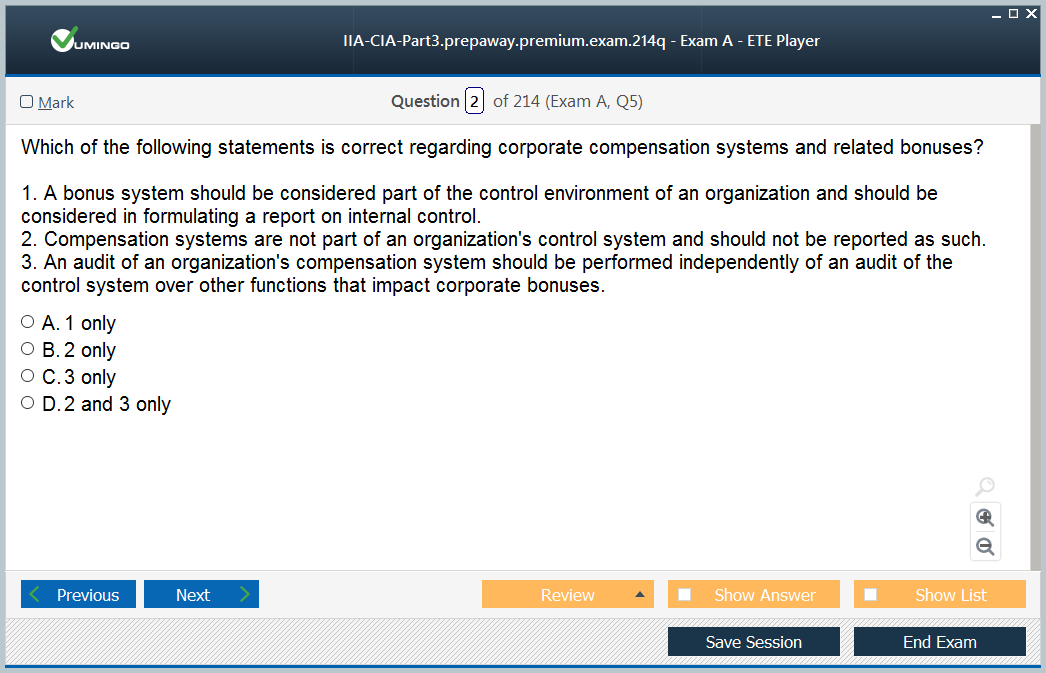 VUMINGO
IIA-CIA-Part3.prepaway.premium.exam.214q - Exam A - ETE Player
Mark
Question 2 of 214 (Exam A, Q5)
Which of the following statements is correct regarding corporate compensation systems and related bonuses?
1. A bonus system should be considered part of the control environment of an organization and should be
considered in formulating a report on internal control.
2. Compensation systems are not part of an organization's control system and should not be reported as such.
3. An audit of an organization's compensation system should be performed independently of an audit of the
control system over other functions that impact corporate bonuses.
A. 1 only
B. 2 only
C. 3 only
D. 2 and 3 only
Previous
Next
Review
Show Answer
Show List
Save Session
End Exam